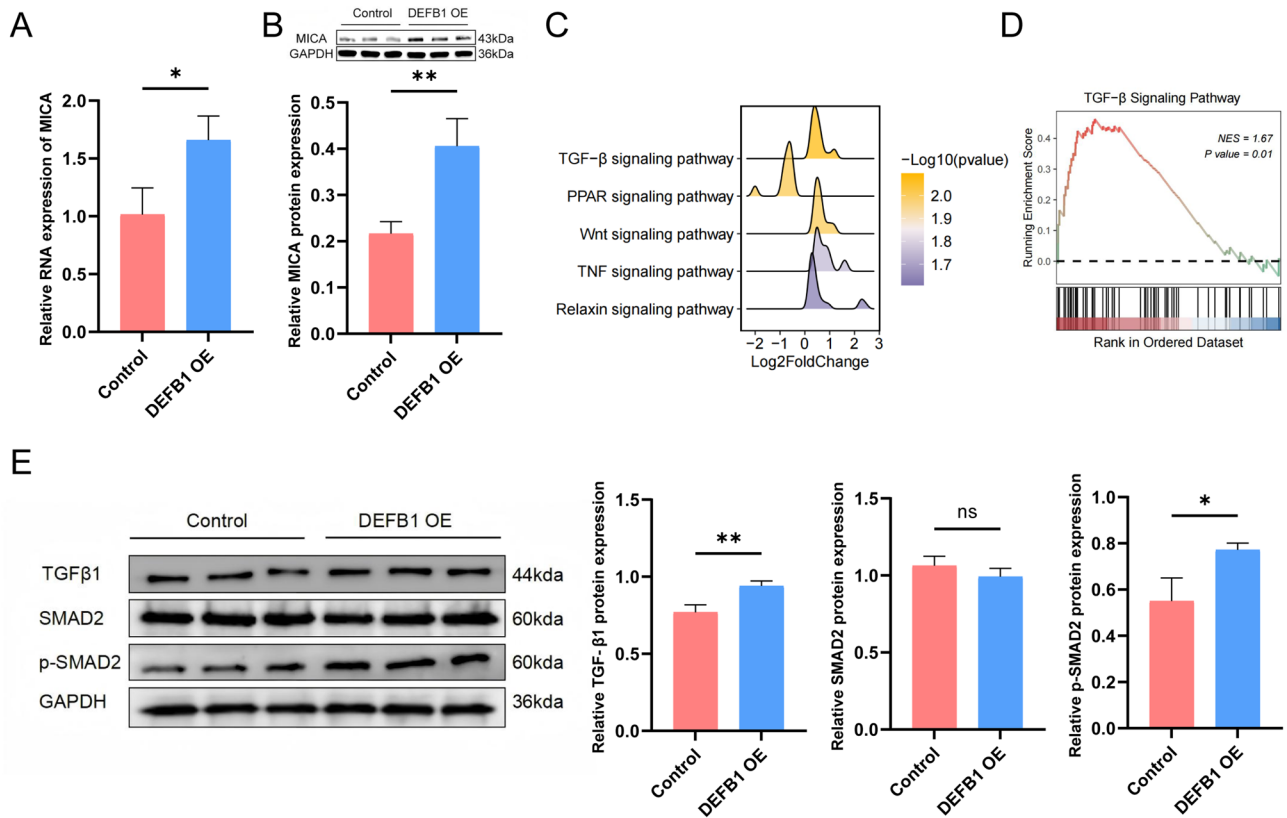 A
Relative RNA expression of MICA
2.0
1.5
1.0
0.5
0.0
*
Control
DEFB1 OE
B
Control DEFB1 OE
MICA 43kDa
GAPDH 36kDa
Relative MICA protein expression
0.5
0.4
0.3
0.2
0.1
0.0
**
Control
DEFB1 OE
C
TGF-β signaling pathway
PPAR signaling pathway
Wnt signaling pathway
TNF signaling pathway
Relaxin signaling pathway
−2 −1 0 1 2 3
Log2FoldChange
−Log10(pvalue)
2.0
1.9
1.8
1.7
D
TGF−β Signaling Pathway
NES = 1.67
P value = 0.01
Running Enrichment Score
0.4
0.3
0.2
0.1
0.0
Rank in Ordered Dataset
E
Control DEFB1 OE
TGFβ1 44kda
SMAD2 60kda
p-SMAD2 60kda
GAPDH 36kda
Relative TGF-β1 protein expression
1.5
1.0
0.5
0.0
**
Control
DEFB1 OE
Relative SMAD2 protein expression
1.5
1.0
0.5
0.0
ns
Control
DEFB1 OE
Relative p-SMAD2 protein expression
1.0
0.8
0.6
0.4
0.2
0.0
*
Control
DEFB1 OE